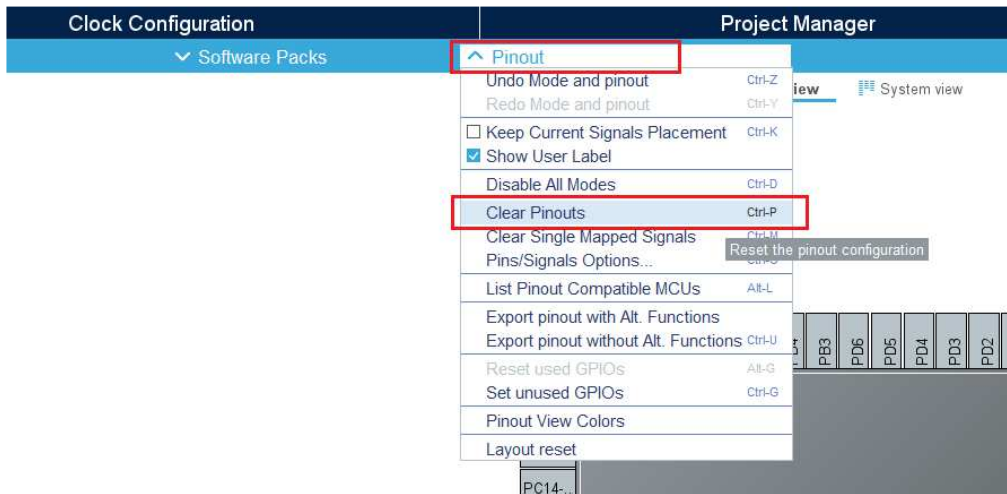 Clock Configuration Project Manager
Software Packs Pinout
Undo Mode and pinout Ctrl-Z
iew System view
Redo Mode and pinout Ctrl-Y
Keep Current Signals Placement Ctrl-K
Show User Label
Disable All Modes Ctrl-D
Clear Pinouts Ctrl-P
Clear Single Mapped Signals Ctrl-M
Reset the pinout configuration
Pins/Signals Options...
List Pinout Compatible MCUs Alt-L
Export pinout with Alt. Functions
Export pinout without Alt. Functions Ctrl-U
PB3 PD6 PD5 PD4 PD3 PD2
Reset used GPIOs Alt-G
Set unused GPIOs Ctrl-G
Pinout View Colors
Layout reset
PC14-..